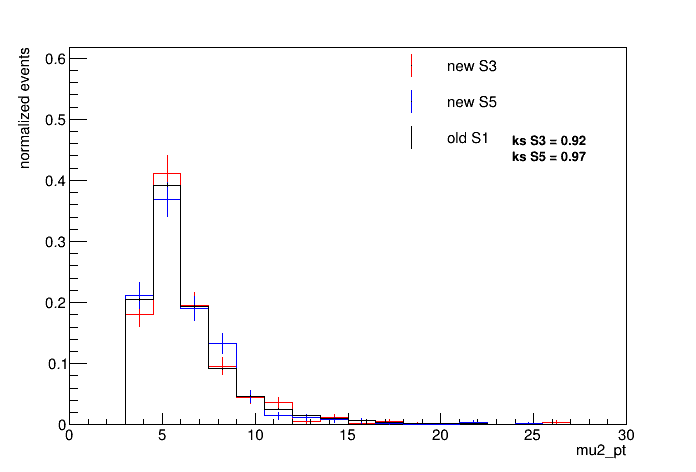 normalized events
0.6
0.5
0.4
0.3
0.2
0.1
0
new S3
new S5
old S1
ks S3 = 0.92
ks S5 = 0.97
0 5 10 15 20 25 30
mu2_pt